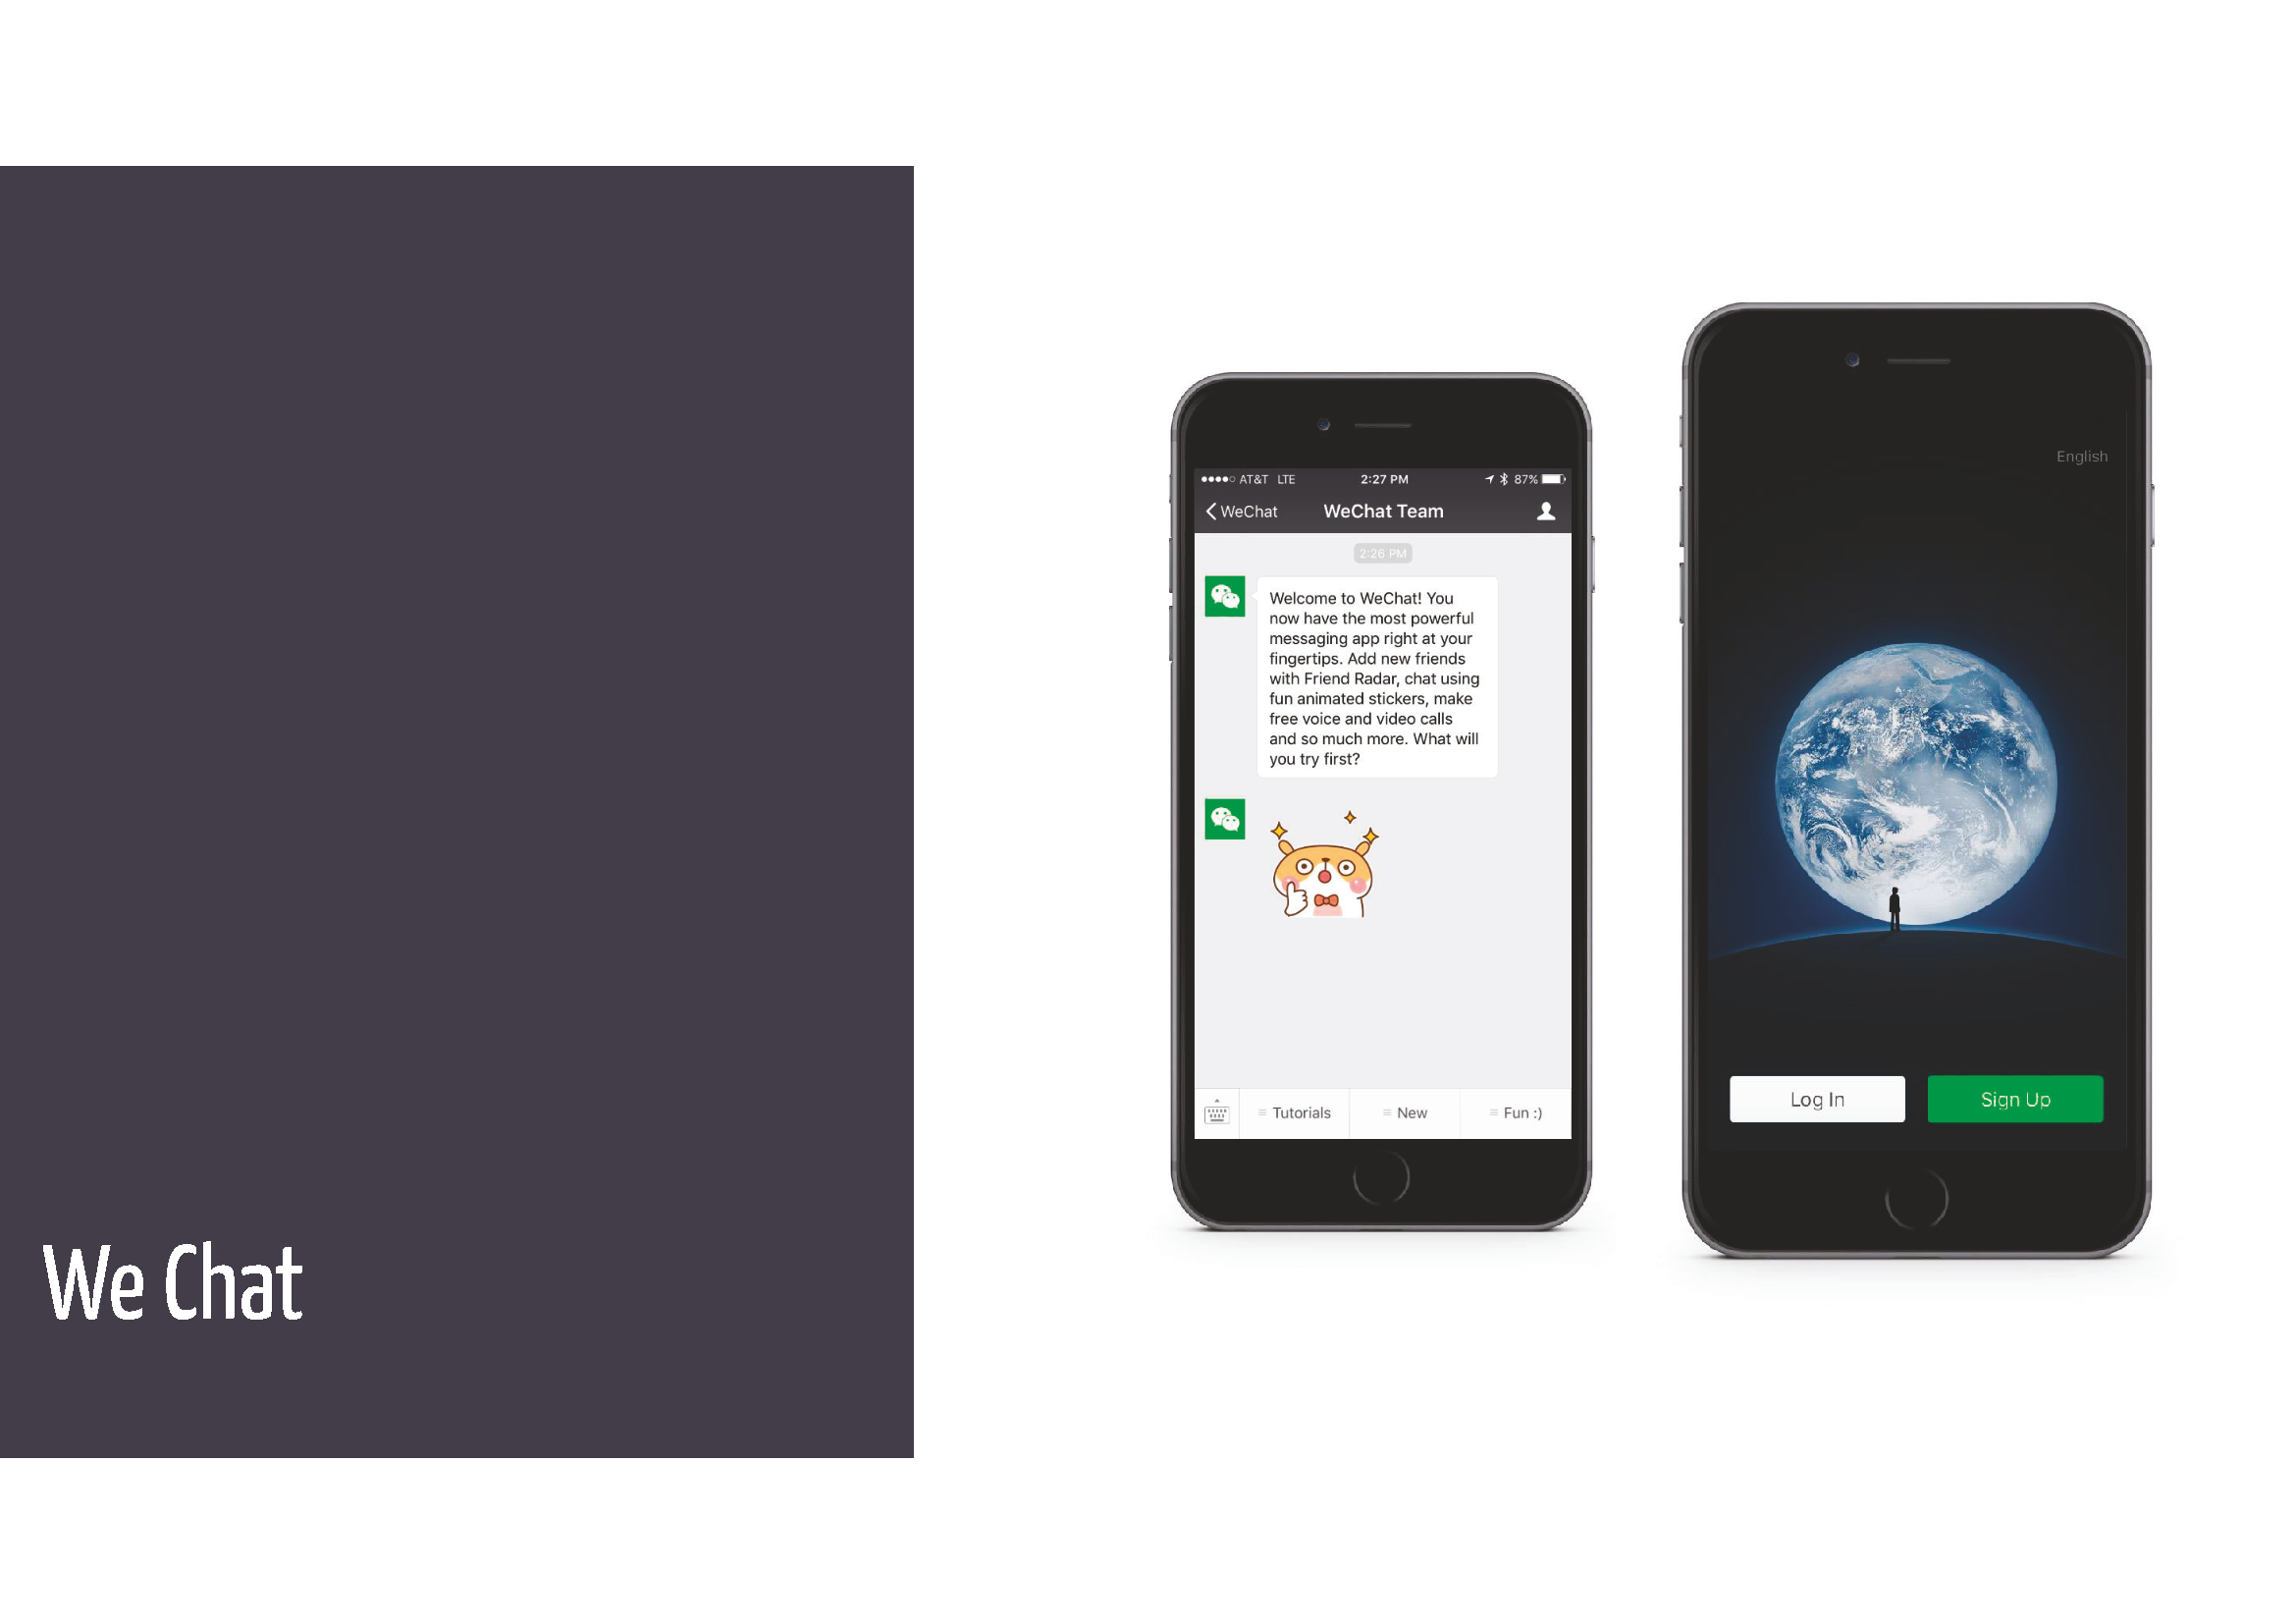 We Chat
AT&T LTE 2:27 PM 87%
WeChat WeChat Team
2:26 PM
Welcome to WeChat! You
now have the most powerful
messaging app right at your
fingertips. Add new friends
with Friend Radar, chat using
fun animated stickers, make
free voice and video calls
and so much more. What will
you try first?
Tutorials New Fun :)
English
Log In Sign Up